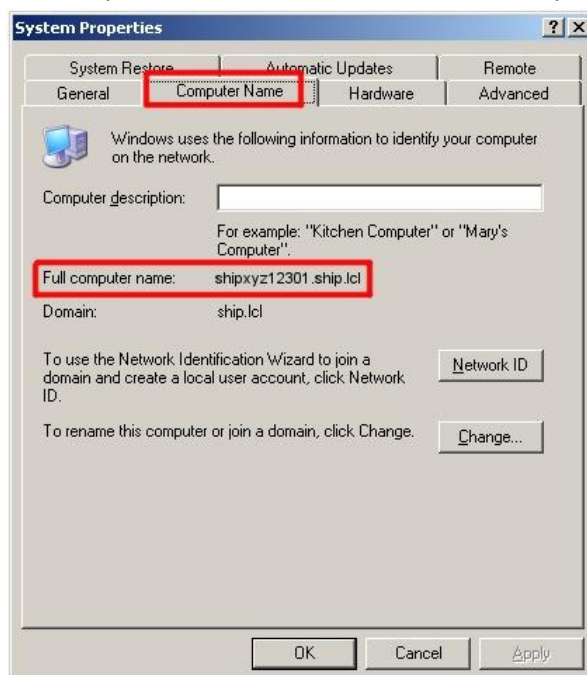 System Properties
System Restore Automatic Updates Remote
General Computer Name Hardware Advanced
Windows uses the following information to identify your computer
on the network.
Computer description:
For example: "Kitchen Computer" or "Mary's
Computer".
Full computer name: shipxyz12301.ship.lcl
Domain: ship.lcl
To use the Network Identification Wizard to join a
domain and create a local user account, click Network
ID.
Network ID
To rename this computer or join a domain, click Change.
Change...
OK Cancel Apply